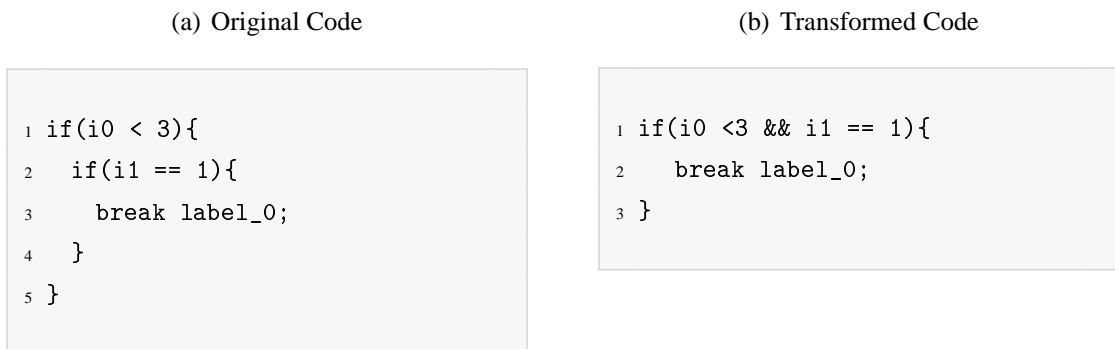 (a) Original Code
1 if(i0 < 3){
2 if(i1 == 1){
3 break label_0;
4 }
5 }
(b) Transformed Code
1 if(i0 <3 && i1 == 1){
2 break label_0;
3 }